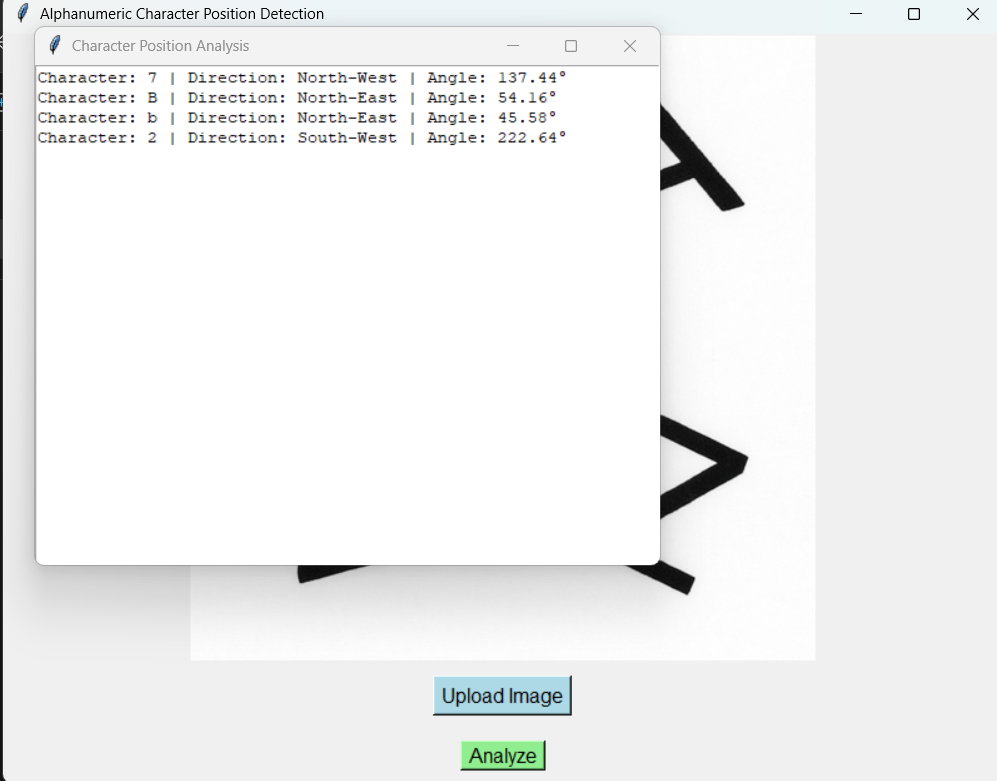 Alphanumeric Character Position Detection
Character Position Analysis
Character: 7 | Direction: North-West | Angle: 137.44°
Character: B | Direction: North-East | Angle: 54.16°
Character: b | Direction: North-East | Angle: 45.58°
Character: 2 | Direction: South-West | Angle: 222.64°
Upload Image
Analyze